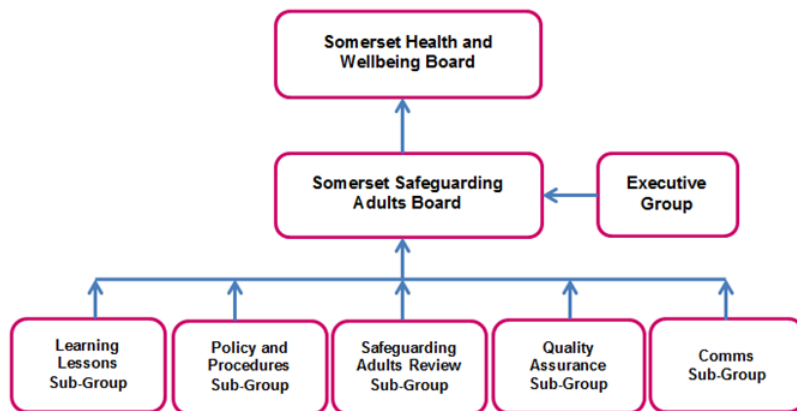 Somerset Health and
Wellbeing Board
Somerset Safeguarding
Adults Board
Executive
Group
Learning
Lessons
Sub-Group
Policy and
Procedures
Sub-Group
Safeguarding
Adults Review
Sub-Group
Quality
Assurance
Sub-Group
Comms
Sub-Group